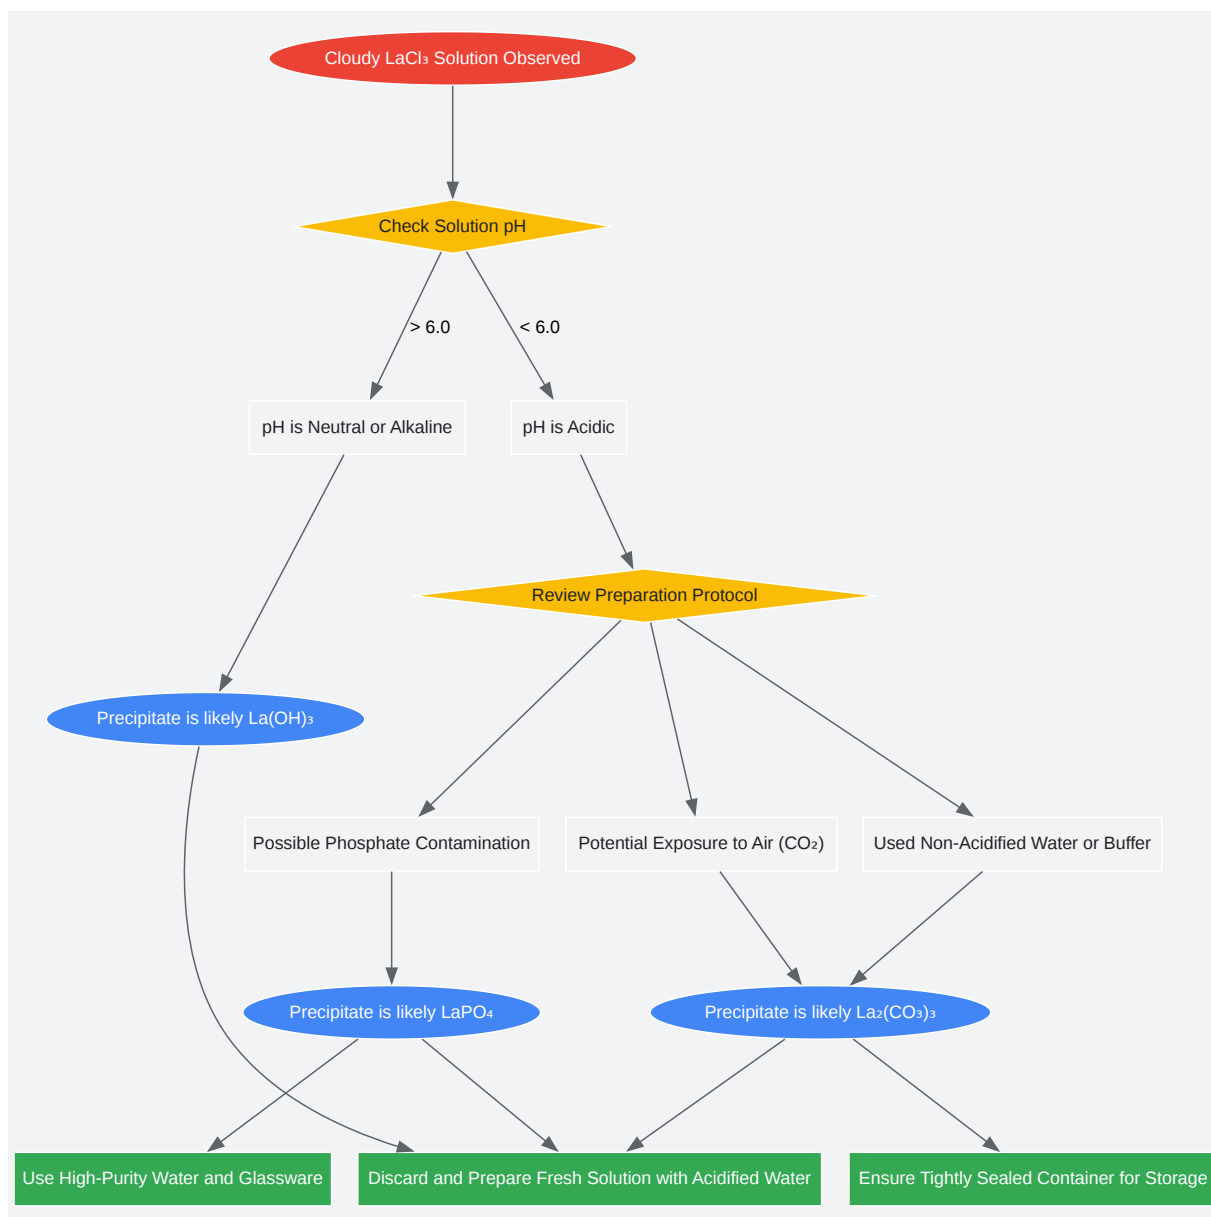 Cloudy LaCl₃ Solution Observed
Check Solution pH
> 6.0
< 6.0
pH is Neutral or Alkaline
pH is Acidic
Review Preparation Protocol
Precipitate is likely La(OH)₃
Possible Phosphate Contamination
Potential Exposure to Air (CO₂)
Used Non-Acidified Water or Buffer
Precipitate is likely LaPO₄
Precipitate is likely La₂(CO₃)₃
Use High-Purity Water and Glassware
Discard and Prepare Fresh Solution with Acidified Water
Ensure Tightly Sealed Container for Storage